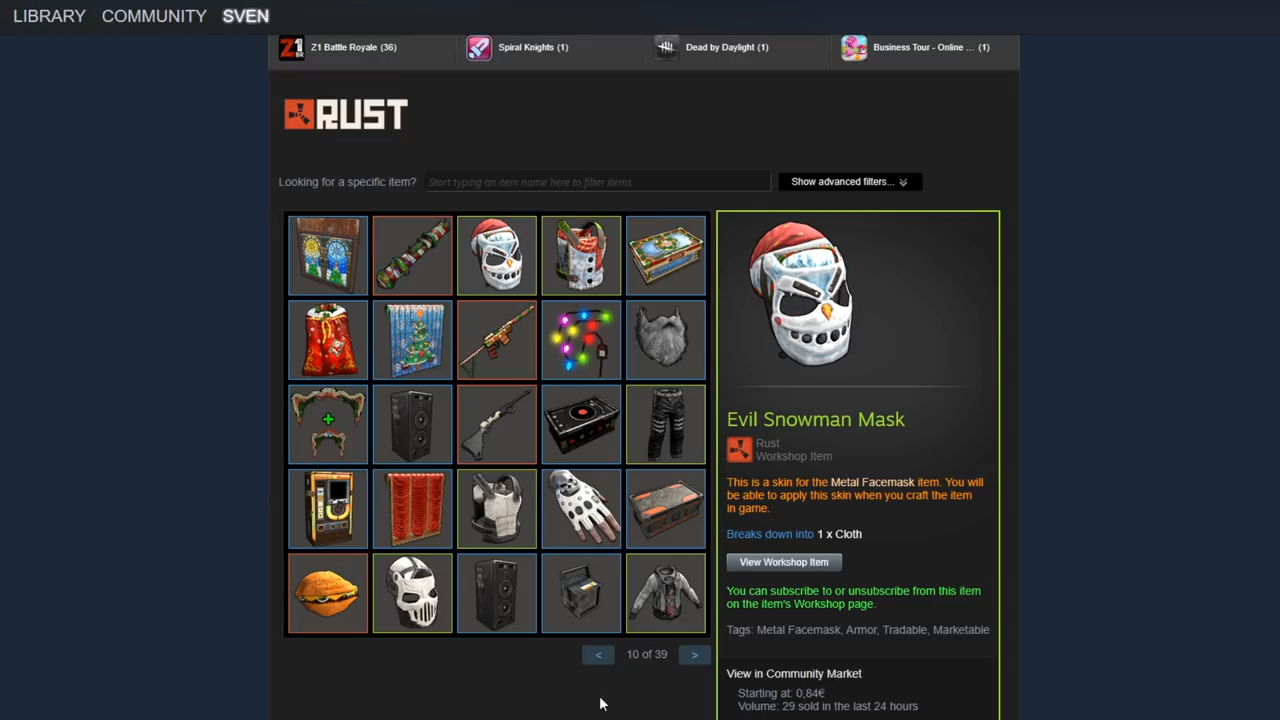 LIBRARY COMMUNITY SVEN
Z1 Battle Royale (36) Spiral Knights (1) Dead by Daylight (1) Business Tour - Online ... (1)
RUST
Looking for a specific item? Start typing an item name here to filter items Show advanced filters...
Evil Snowman Mask
Rust
Workshop Item
This is a skin for the Metal Facemask item. You will
be able to apply this skin when you craft the item
in game.
Breaks down into 1 x Cloth
View Workshop Item
You can subscribe to or unsubscribe from this item
on the item's Workshop page.
Tags: Metal Facemask, Armor, Tradable, Marketable
< 10 of 39 >
View in Community Market
Starting at: 0,84€
Volume: 29 sold in the last 24 hours